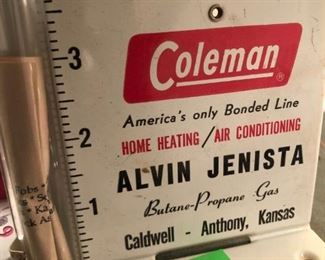 Coleman
®
America's only Bonded Line
HOME HEATING / AIR CONDITIONING
ALVIN JENISTA
Butane-Propane Gas
Caldwell - Anthony, Kansas
3
2
1